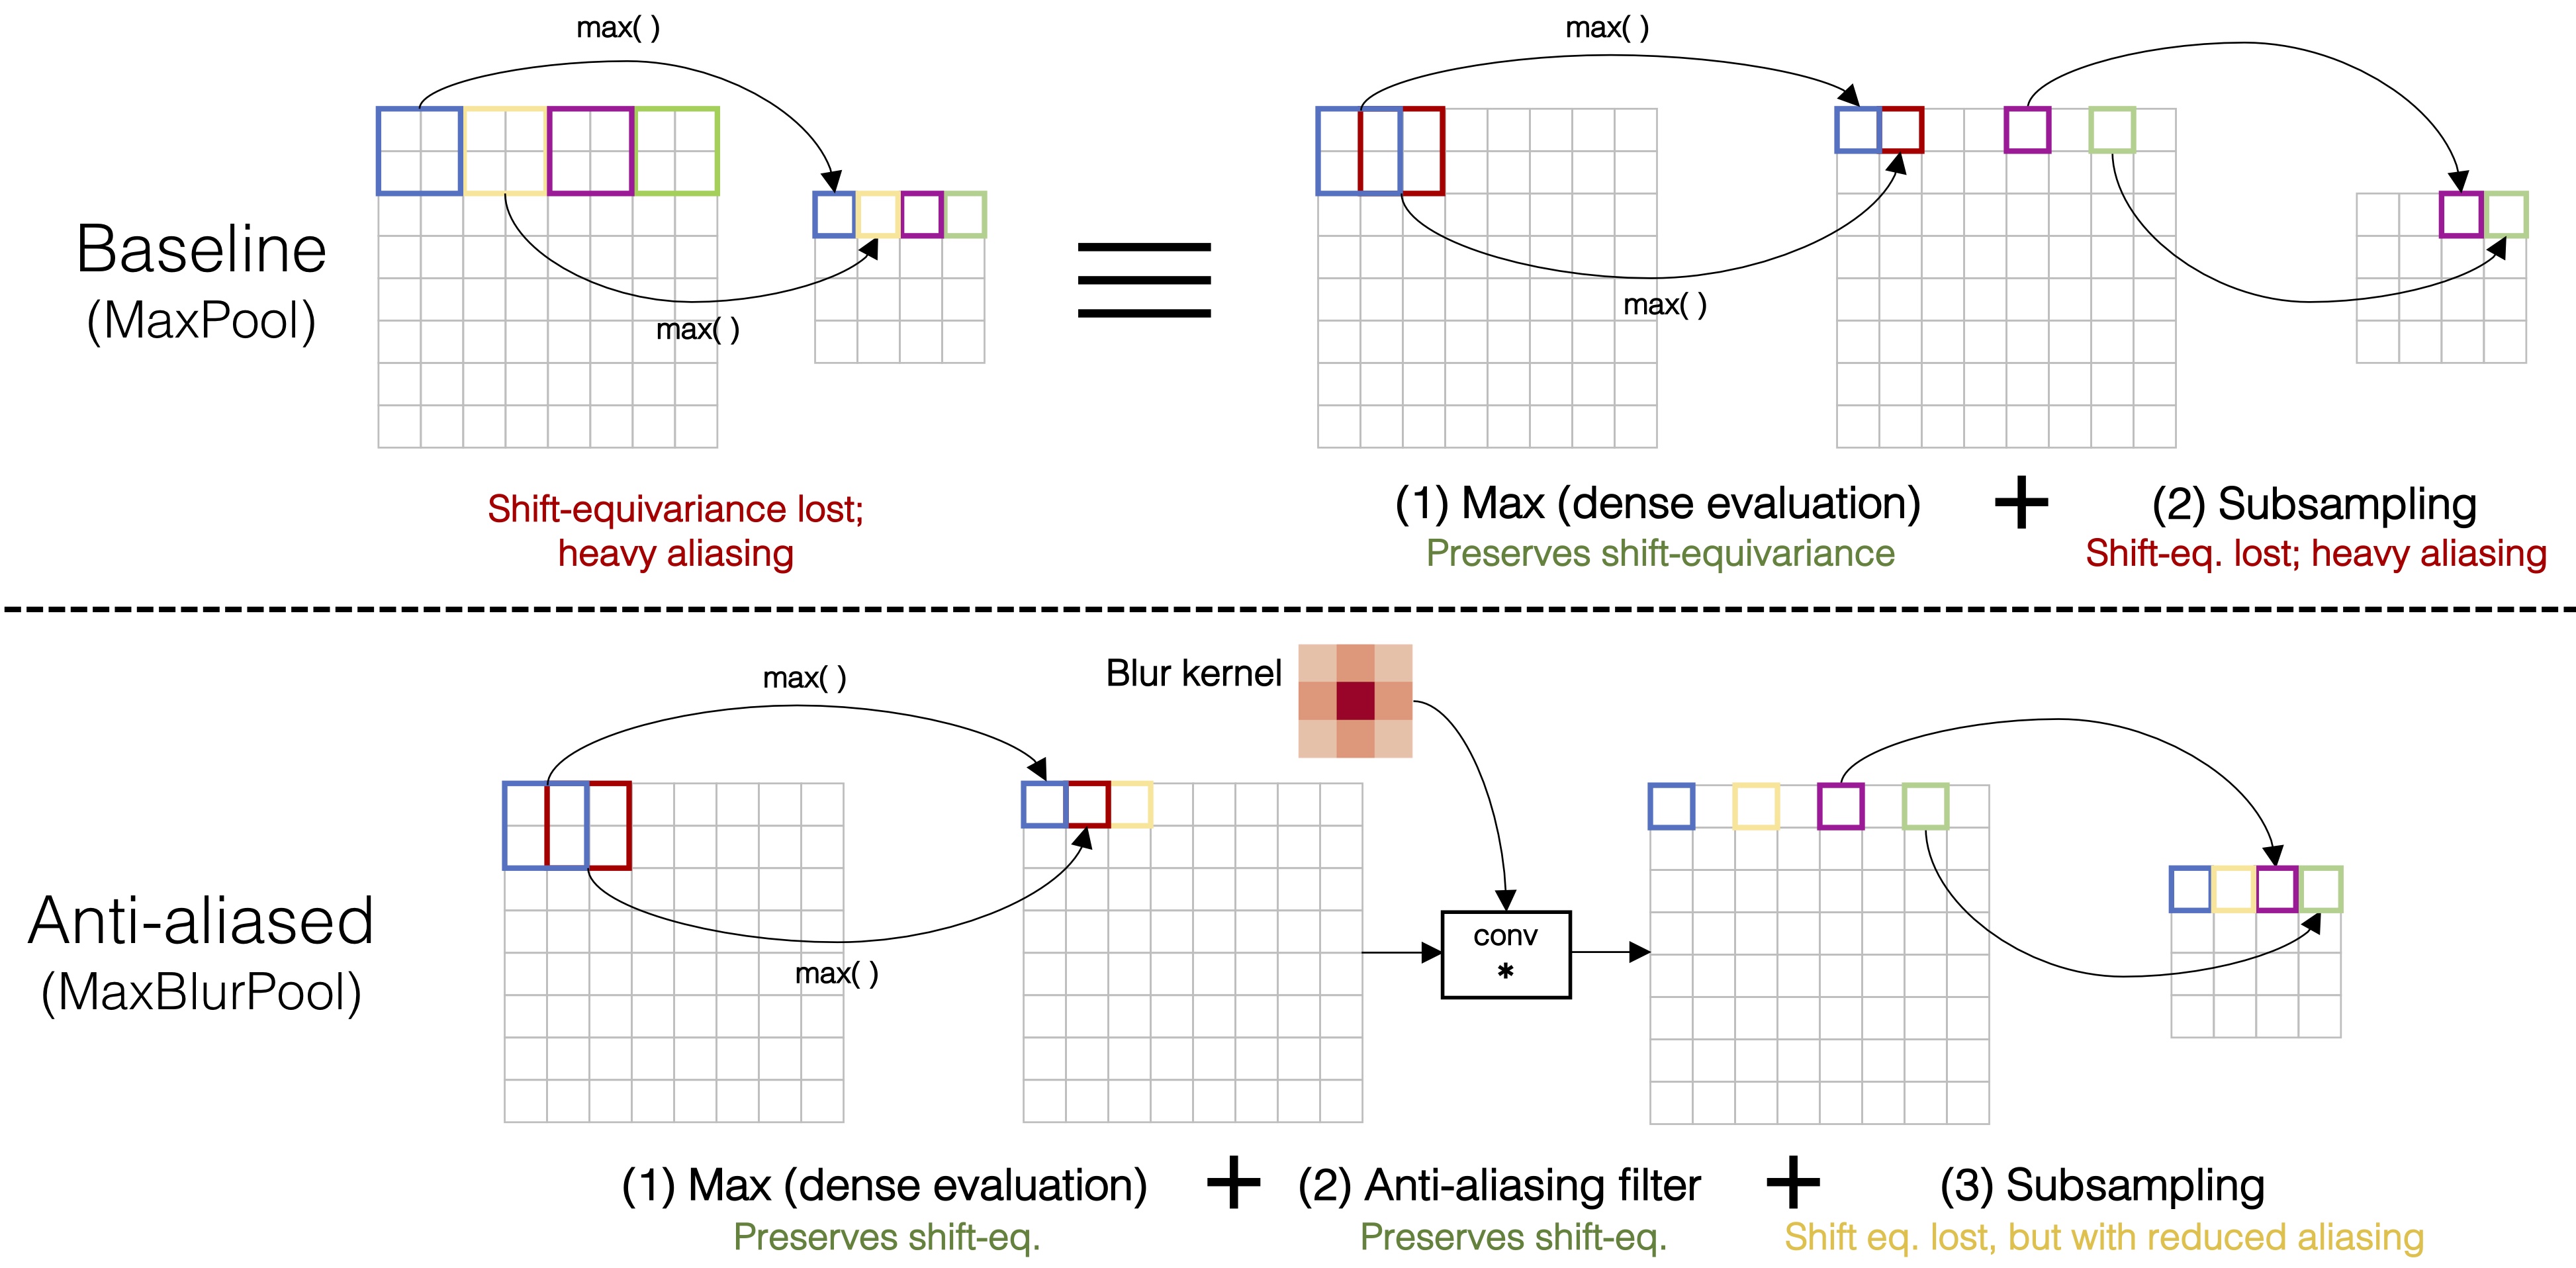 max( )
max( )
Baseline
(MaxPool)
max( )
max( )
Shift-equivariance lost;
heavy aliasing
(1) Max (dense evaluation)
Preserves shift-equivariance
+
(2) Subsampling
Shift-eq. lost; heavy aliasing
Blur kernel
max( )
Anti-aliased
(MaxBlurPool)
conv
*
max( )
(1) Max (dense evaluation)
Preserves shift-eq.
+
(2) Anti-aliasing filter
Preserves shift-eq.
+
(3) Subsampling
Shift eq. lost, but with reduced aliasing